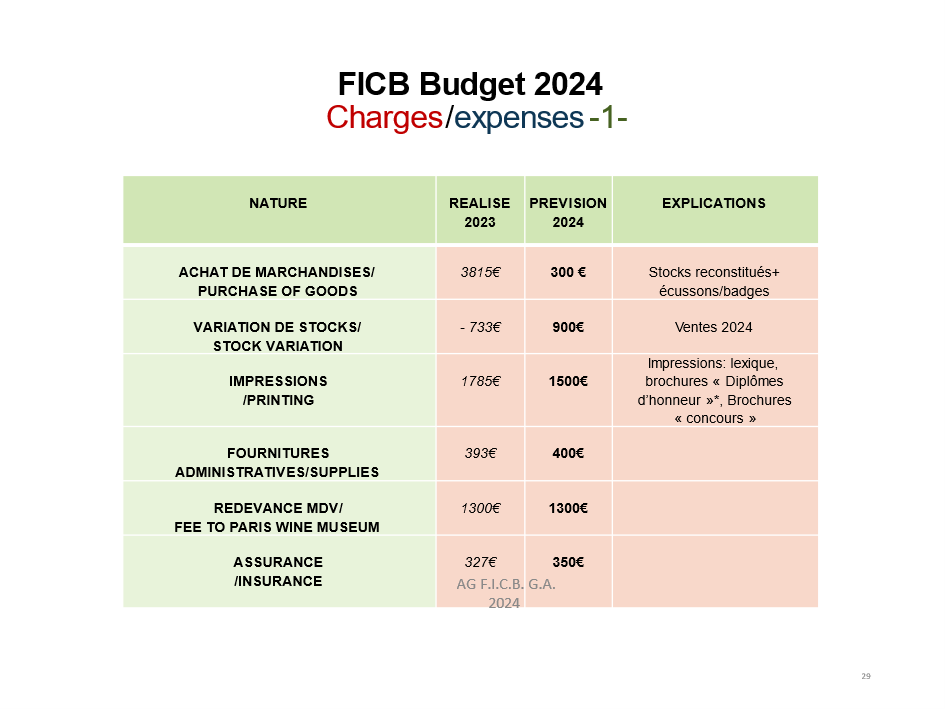 FICB Budget 2024
Charges/expenses -1-
NATURE
REALISE
2023
PREVISION
2024
EXPLICATIONS
ACHAT DE MARCHANDISES/
PURCHASE OF GOODS
3815€
300 €
Stocks reconstitués+
écussons/badges
VARIATION DE STOCKS/
STOCK VARIATION
- 733€
900€
Ventes 2024
IMPRESSIONS
/PRINTING
1785€
1500€
Impressions: lexique,
brochures « Diplômes
d’honneur »*, Brochures
« concours »
FOURNITURES
ADMINISTRATIVES/SUPPLIES
393€
400€
REDEVANCE MDV/
FEE TO PARIS WINE MUSEUM
1300€
1300€
ASSURANCE
/INSURANCE
327€
350€
AG F.I.C.B. G.A.
2024
29